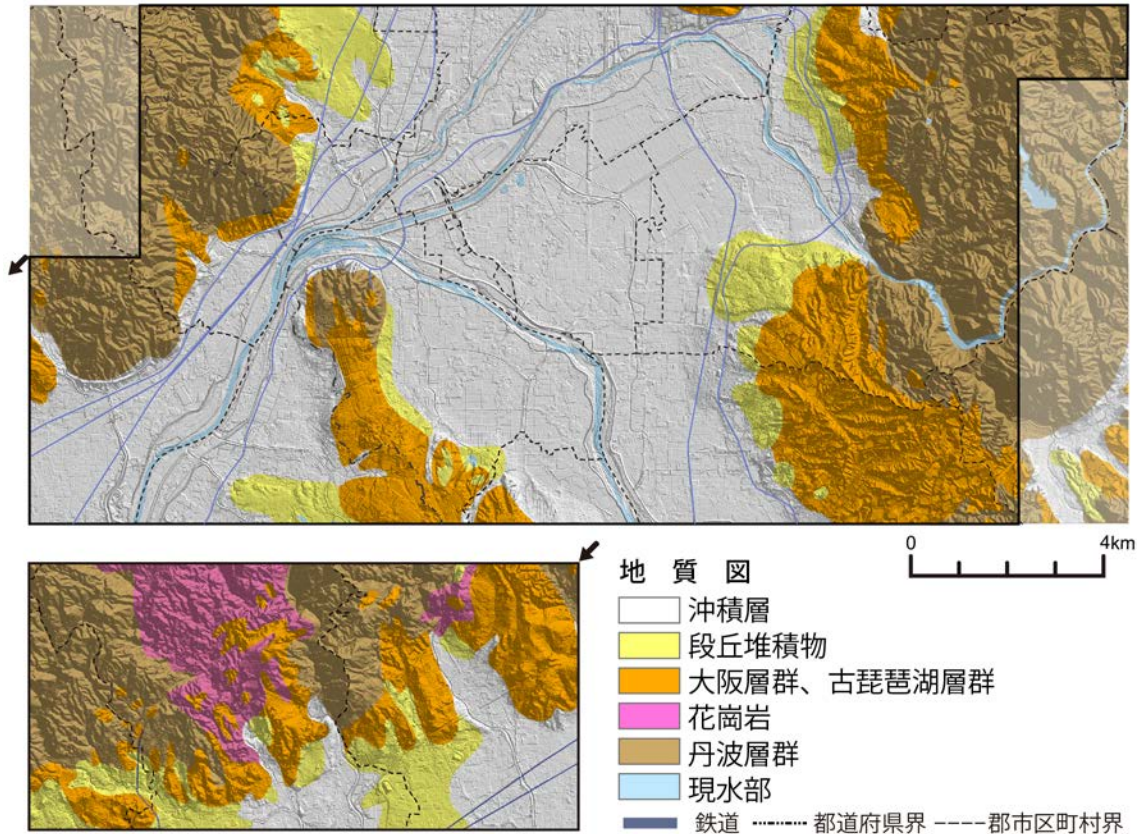 0 4km
地質図
沖積層
段丘堆積物
大阪層群、古琵琶湖層群
花崗岩
丹波層群
現水部
鉄道 都道府県界 郡市区町村界